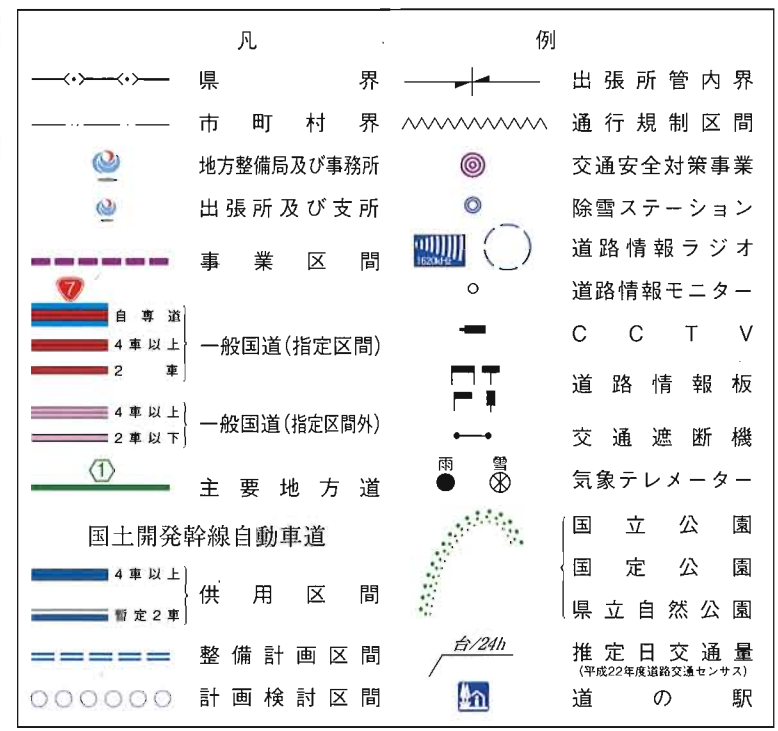 凡例
県界
市町村界
地方整備局及び事務所
出張所及び支所
事業区間
7
自専道
4車以上
2車
一般国道(指定区間)
4車以上
2車以下
一般国道(指定区間外)
1
主要地方道
国土開発幹線自動車道
4車以上
暫定2車
供用区間
整備計画区間
計画検討区間
出張所管内界
通行規制区間
交通安全対策事業
除雪ステーション
1620kHz
道路情報ラジオ
道路情報モニター
CCTV
道路情報板
交通遮断機
雨 雪
気象テレメーター
国立公園
国定公園
県立自然公園
台/24h
推定日交通量
(平成22年度道路交通センサス)
道の駅